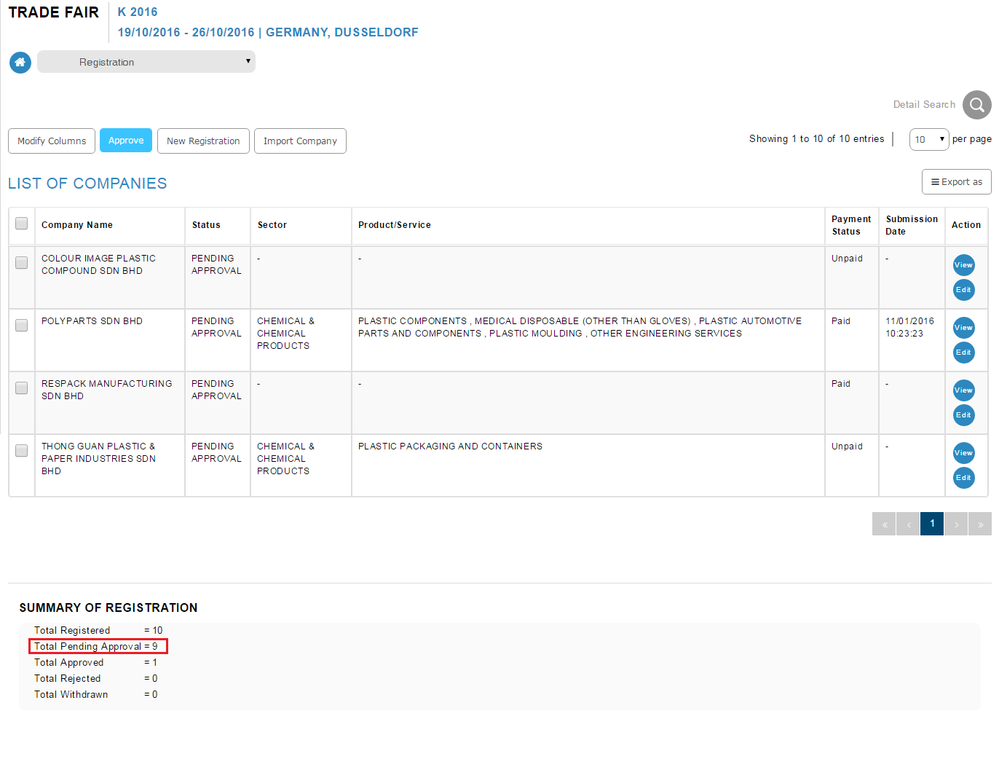 TRADE FAIR
K 2016
19/10/2016 - 26/10/2016 | GERMANY, DUSSELDORF
Registration
Detail Search
Modify Columns
Approve
New Registration
Import Company
Showing 1 to 10 of 10 entries
10
per page
LIST OF COMPANIES
Export as
Company Name
Status
Sector
Product/Service
Payment
Status
Submission
Date
Action
COLOUR IMAGE PLASTIC
COMPOUND SDN BHD
PENDING
APPROVAL
-
-
Unpaid
-
View
Edit
POLYPARTS SDN BHD
PENDING
APPROVAL
CHEMICAL &
CHEMICAL
PRODUCTS
PLASTIC COMPONENTS , MEDICAL DISPOSABLE (OTHER THAN GLOVES) , PLASTIC AUTOMOTIVE
PARTS AND COMPONENTS , PLASTIC MOULDING , OTHER ENGINEERING SERVICES
Paid
11/01/2016
10:23:23
View
Edit
RESPACK MANUFACTURING
SDN BHD
PENDING
APPROVAL
-
-
Paid
-
View
Edit
THONG GUAN PLASTIC &
PAPER INDUSTRIES SDN
BHD
PENDING
APPROVAL
CHEMICAL &
CHEMICAL
PRODUCTS
PLASTIC PACKAGING AND CONTAINERS
Unpaid
-
View
Edit
« ‹ 1 › »
SUMMARY OF REGISTRATION
Total Registered = 10
Total Pending Approval = 9
Total Approved = 1
Total Rejected = 0
Total Withdrawn = 0